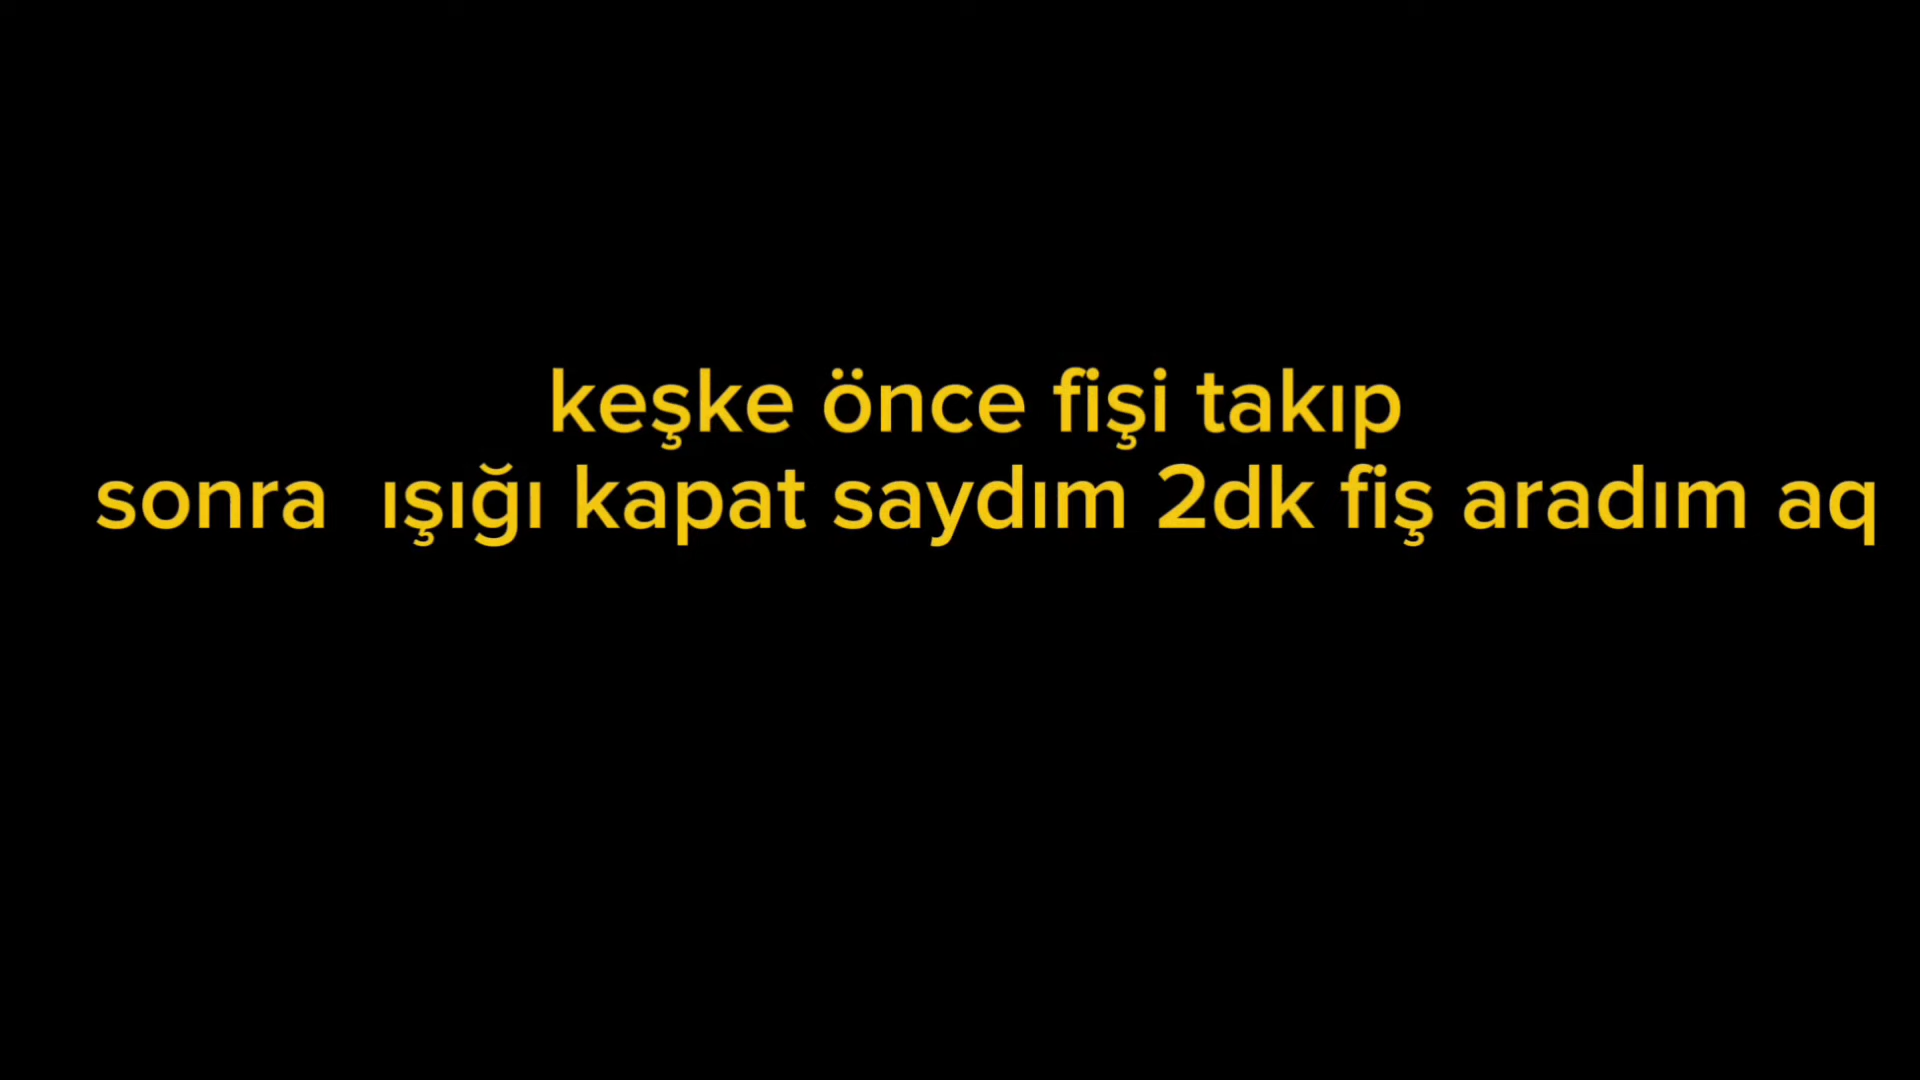 keşke önce fişi takıp
sonra  ışığı kapat saydım 2dk fiş aradım aq